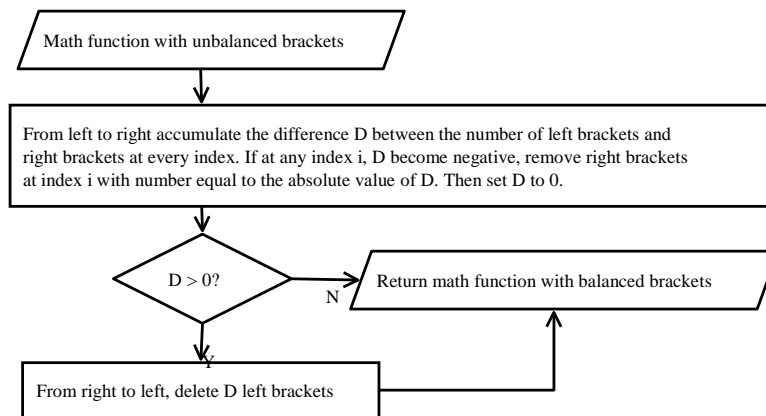 Math function with unbalanced brackets
From left to right accumulate the difference D between the number of left brackets and
right brackets at every index. If at any index i, D become negative, remove right brackets
at index i with number equal to the absolute value of D. Then set D to 0.
D > 0?
Return math function with balanced brackets
N
Y
From right to left, delete D left brackets